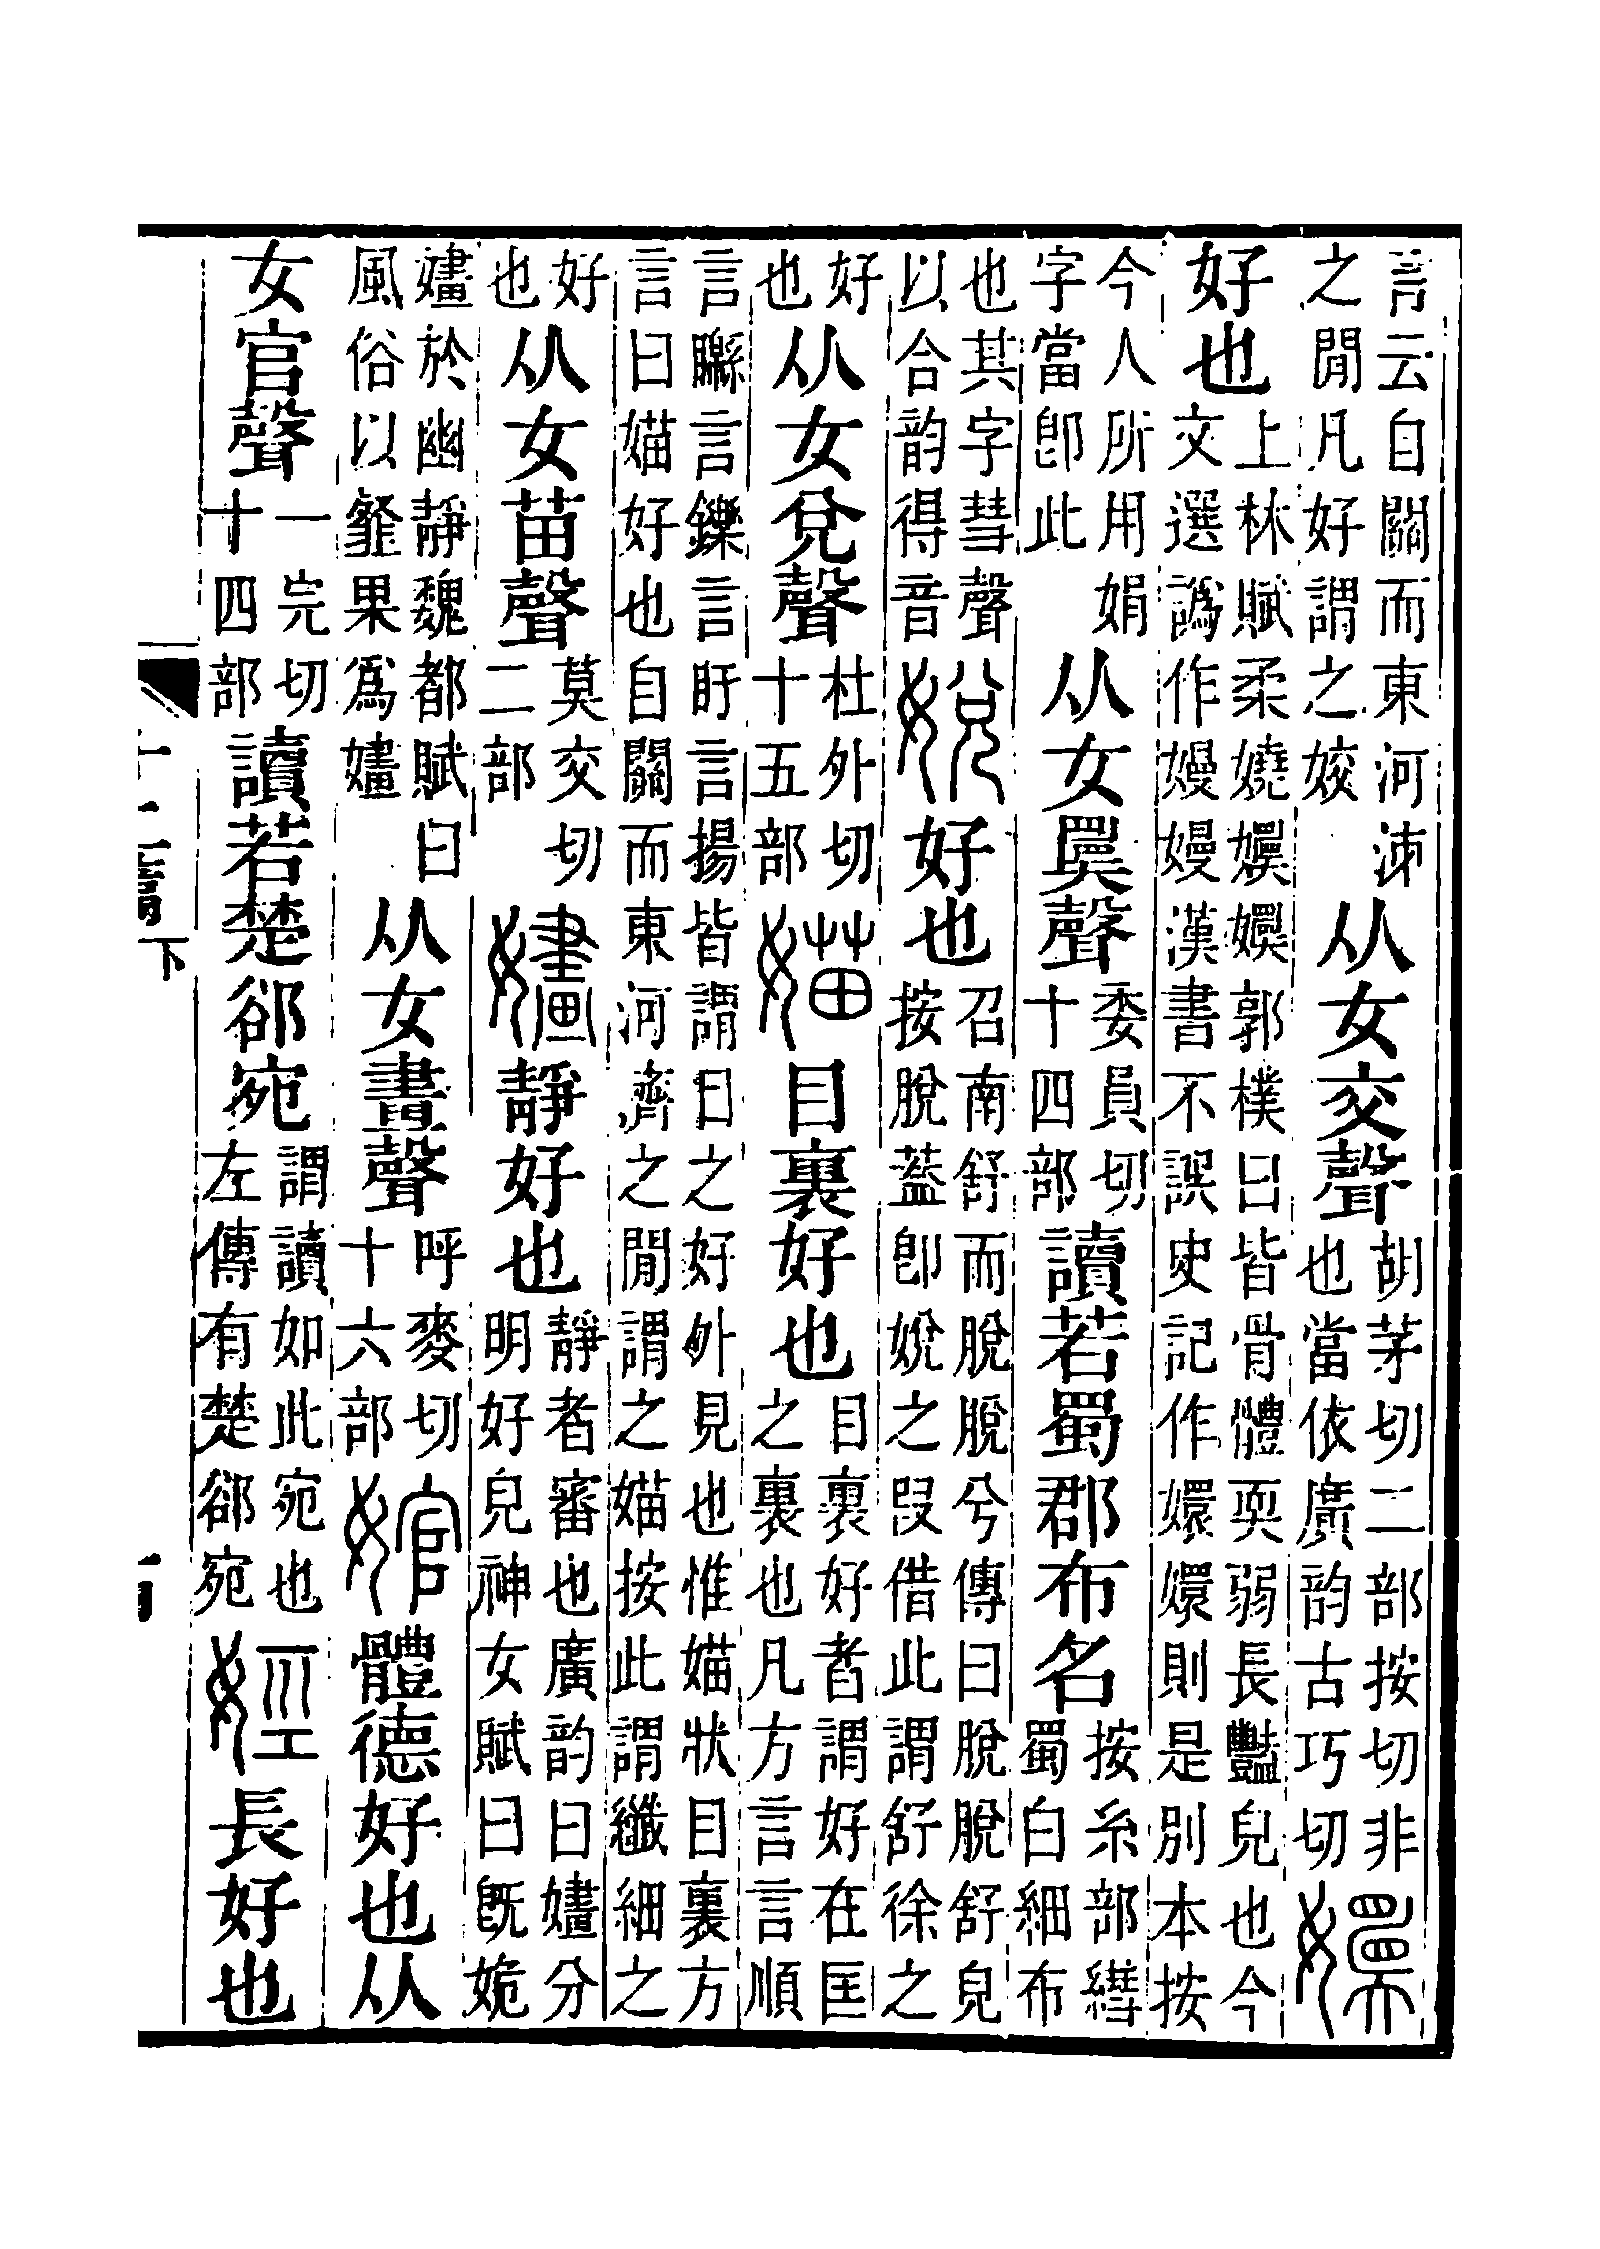 言云自關而東河泲
之閒凡好謂之姣
从女交聲
胡茅切二部按切非
也當依廣韵古巧切
嬽
好也
上林賦柔嬈嬽嬽郭樸曰皆骨體耎弱長豔皃也今
文選譌作嫚嫚漢書不誤史記作嬛嬛則是別本按
今人所用娟
字當卽此
从女𡚇聲
委員切
十四部
讀若蜀郡布名
按糸部𦄑
蜀白細布
也其字彗聲
以合韵得音
娧
好也
召南舒而脫脫兮傳曰脫脫舒皃
按脫蓋卽娧之叚借此謂舒徐之
好
也
从女兌聲
杜外切
十五部
媌
目裏好也
目裏好者謂好在匡
之裏也凡方言言順
言矊言鑠言盱言揚皆謂目之好外見也惟媌狀目裏方
言曰媌好也自關而東河濟之閒謂之媌按此謂纖細之
好
也
从女苗聲
莫交切
二部
嫿
靜好也
靜者審也廣韵曰嫿分
明好皃神女賦曰旣姽
嫿於幽靜魏都賦曰
風俗以韰果爲嫿
从女畫聲
呼麥切
十六部
婠
體德好也从
女官聲
一完切
十四部
讀若楚郤宛
謂讀如此宛也
左傳有楚郤宛
娙
長好也
十二篇下